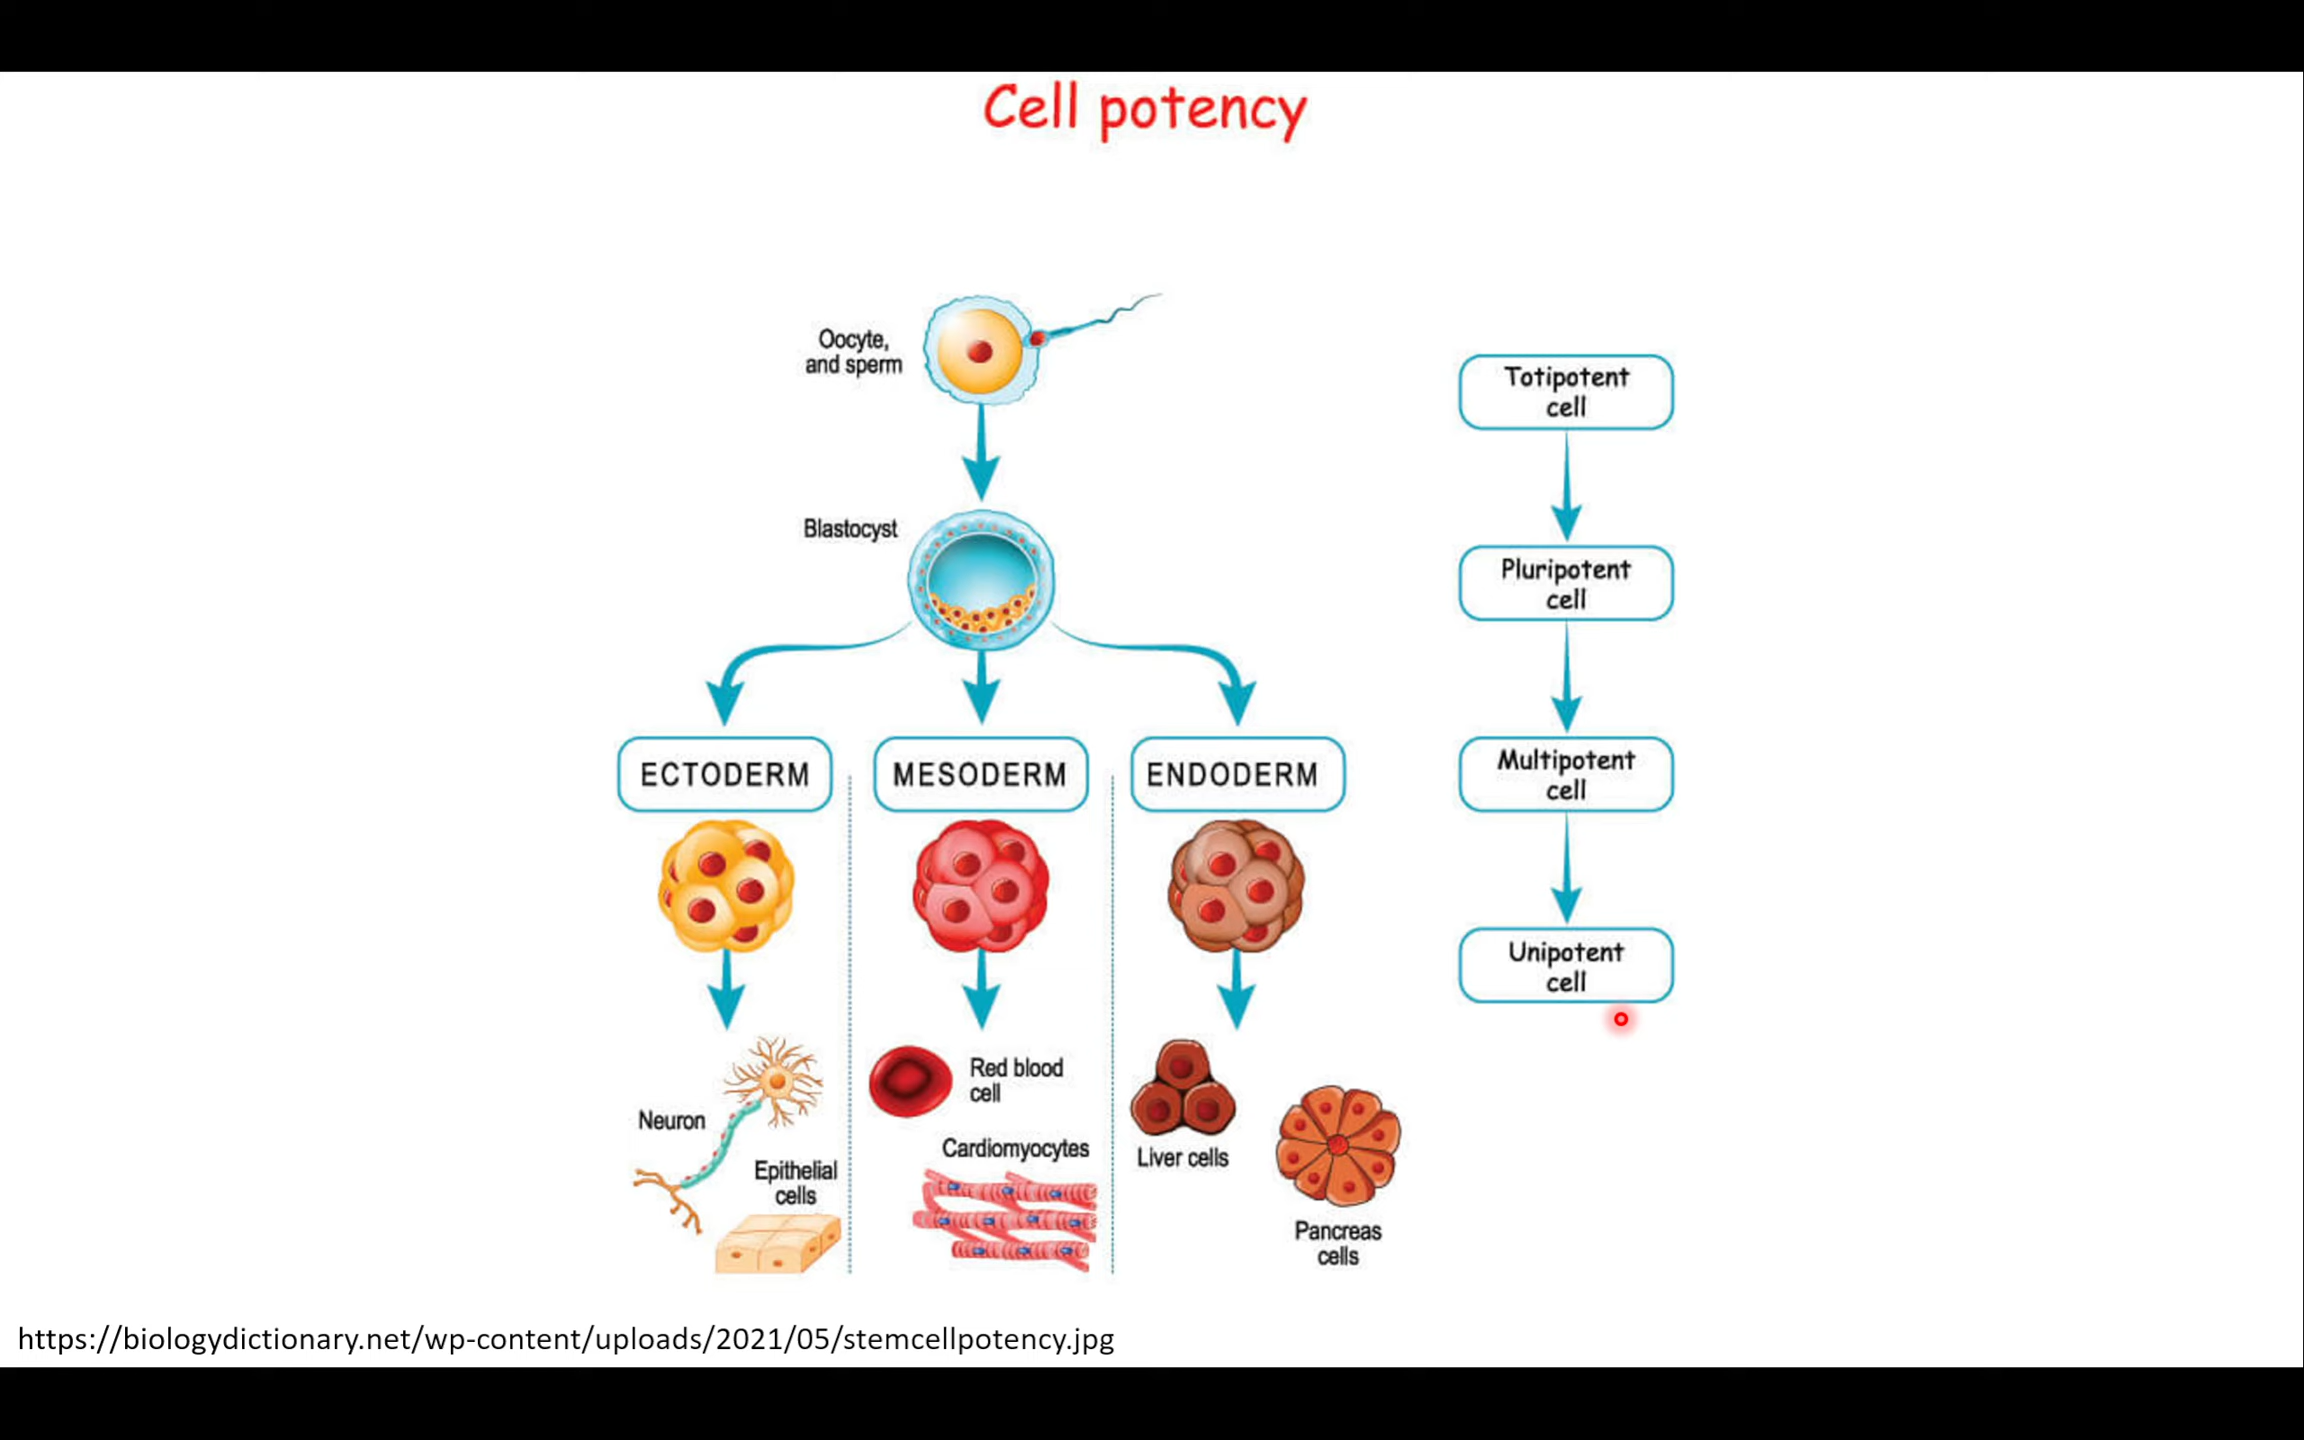 Cell potency
Oocyte,
and sperm
Blastocyst
ECTODERM
MESODERM
ENDODERM
Neuron
Epithelial
cells
Red blood
cell
Cardiomyocytes
Liver cells
Pancreas
cells
Totipotent
cell
Pluripotent
cell
Multipotent
cell
Unipotent
cell
https://biologydictionary.net/wp-content/uploads/2021/05/stemcellpotency.jpg